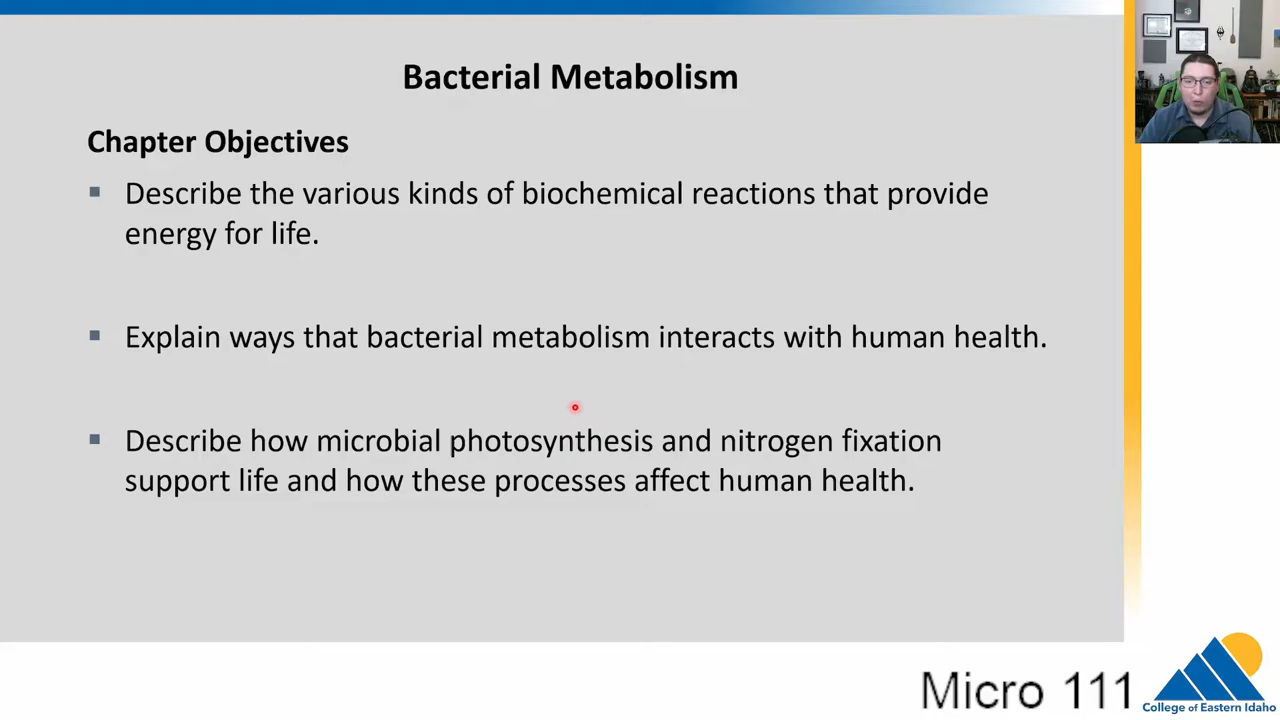 Bacterial Metabolism
Chapter Objectives
Describe the various kinds of biochemical reactions that provide
energy for life.
Explain ways that bacterial metabolism interacts with human health.
Describe how microbial photosynthesis and nitrogen fixation
support life and how these processes affect human health.
Micro 111
College of Eastern Idaho